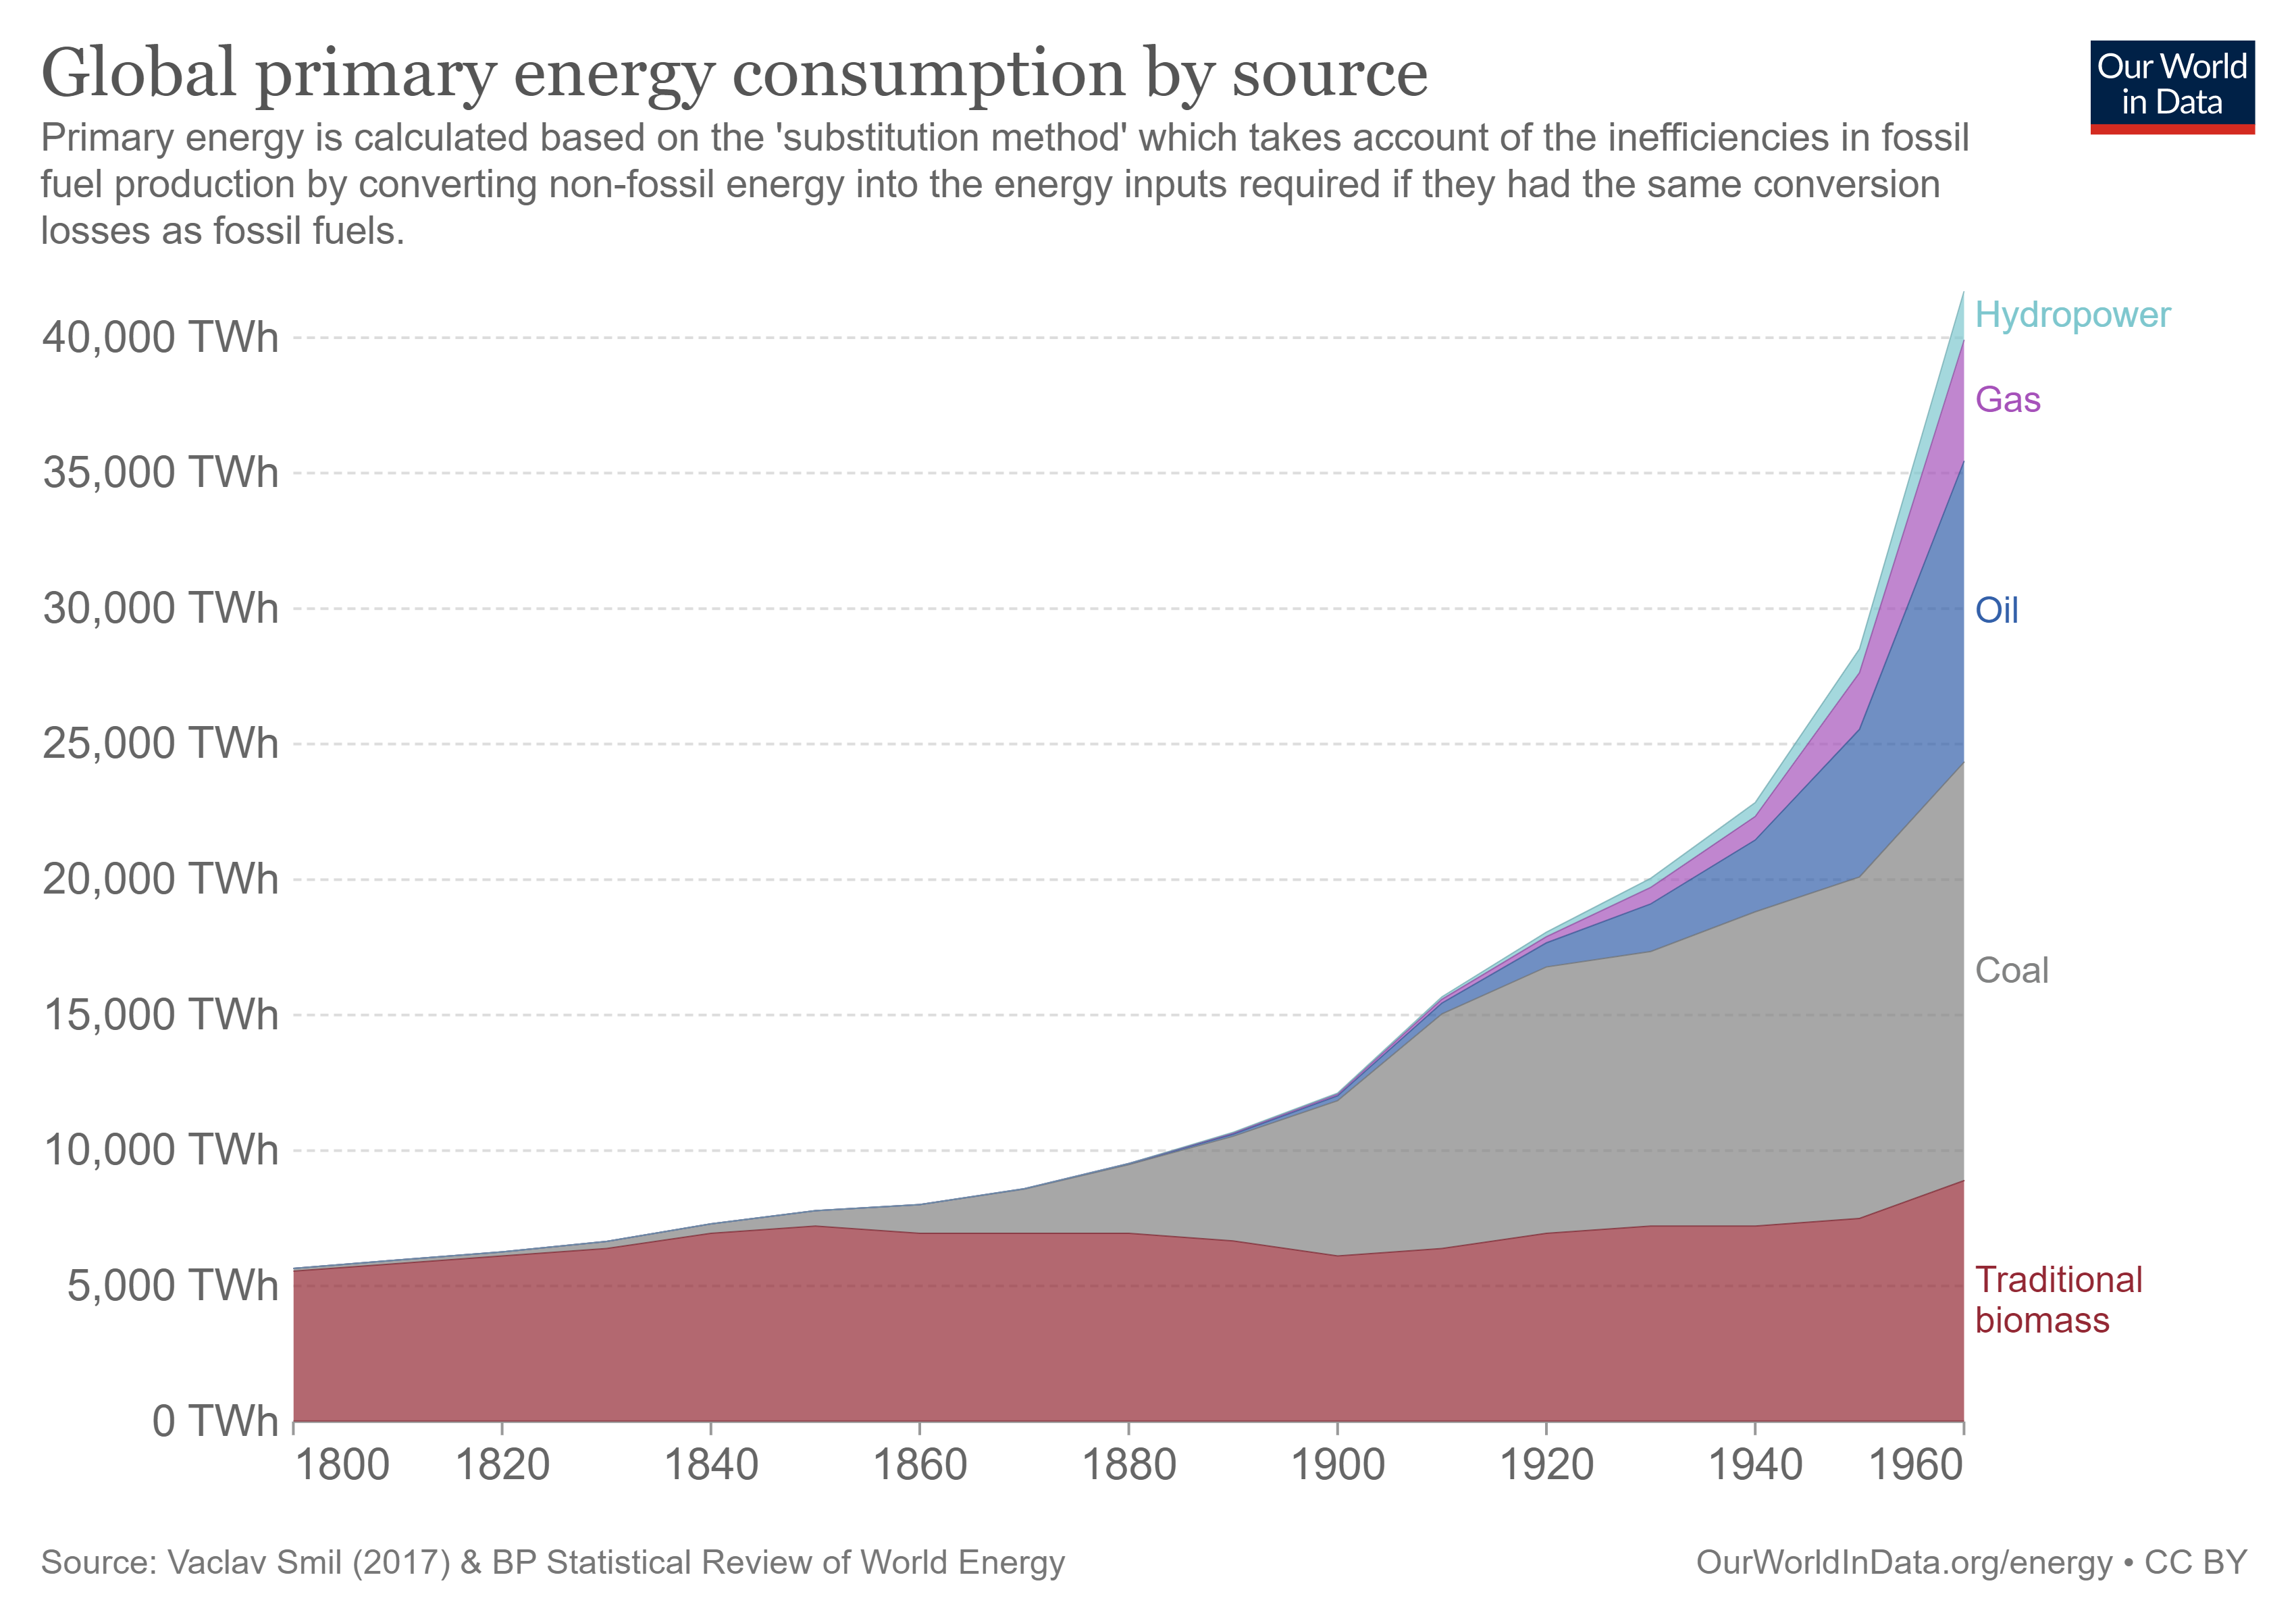 Global primary energy consumption by source
Our World
in Data
Primary energy is calculated based on the 'substitution method' which takes account of the inefficiencies in fossil
fuel production by converting non-fossil energy into the energy inputs required if they had the same conversion
losses as fossil fuels.
40,000 TWh
35,000 TWh
30,000 TWh
25,000 TWh
20,000 TWh
15,000 TWh
10,000 TWh
5,000 TWh
0 TWh
Hydropower
Gas
Oil
Coal
Traditional
biomass
1800 1820 1840 1860 1880 1900 1920 1940 1960
Source: Vaclav Smil (2017) & BP Statistical Review of World Energy
OurWorldInData.org/energy • CC BY